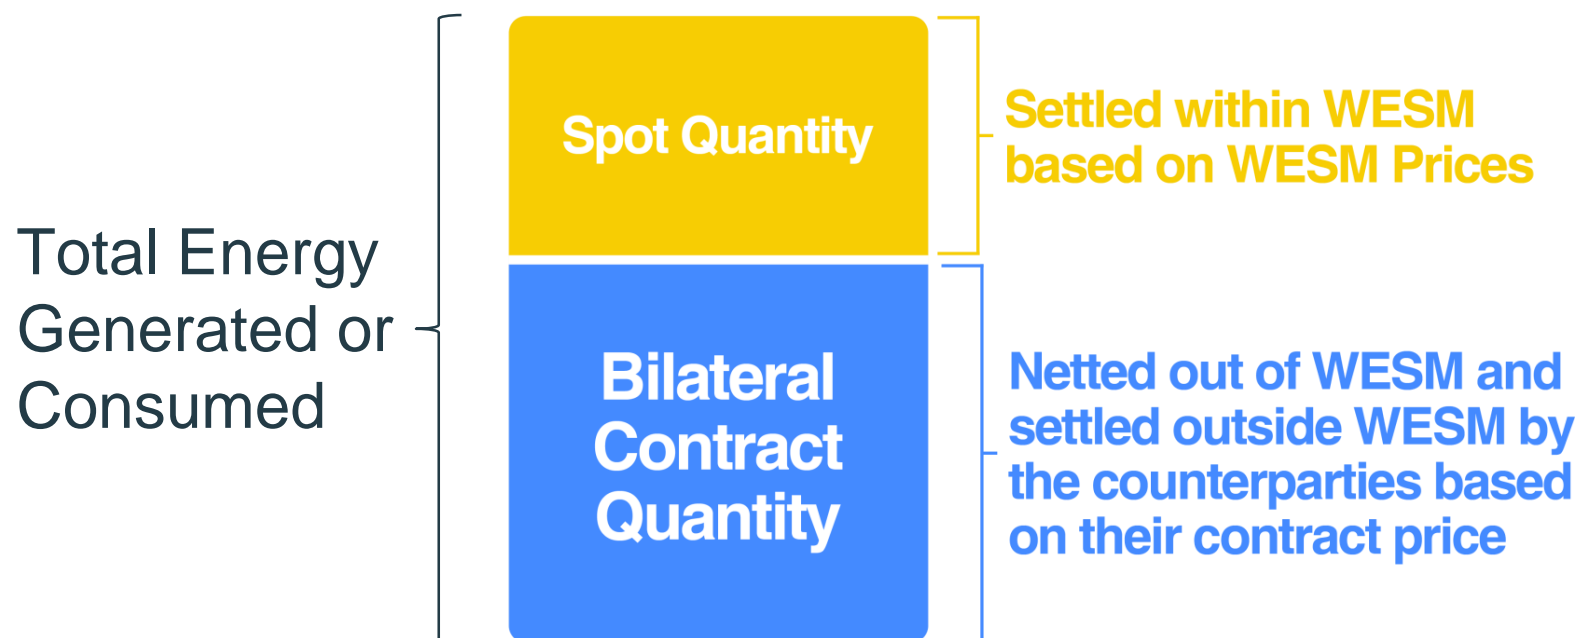 Total Energy
Generated or
Consumed
Spot Quantity
Settled within WESM
based on WESM Prices
Bilateral
Contract
Quantity
Netted out of WESM and
settled outside WESM by
the counterparties based
on their contract price